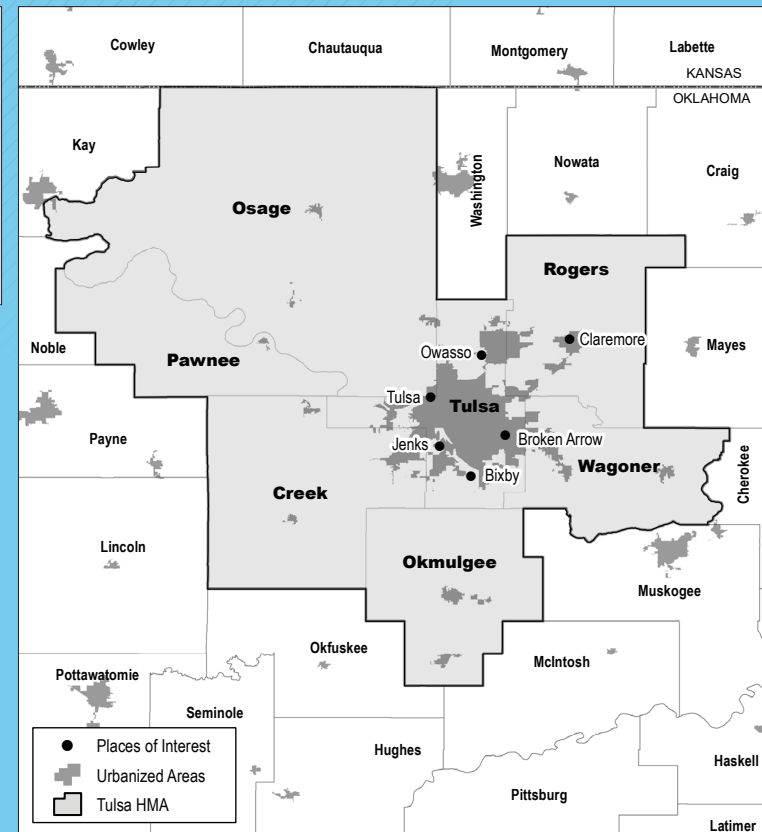 Cowley
Chautauqua
Montgomery
Labette
KANSAS
OKLAHOMA
Kay
Osage
Washington
Nowata
Craig
Rogers
Noble
Pawnee
Owasso
Claremore
Mayes
Tulsa
Tulsa
Payne
Jenks
Broken Arrow
Bixby
Wagoner
Cherokee
Creek
Lincoln
Okmulgee
Muskogee
Okfuskee
McIntosh
Pottawatomie
Seminole
Hughes
Haskell
Pittsburg
Latimer
Places of Interest
Urbanized Areas
Tulsa HMA